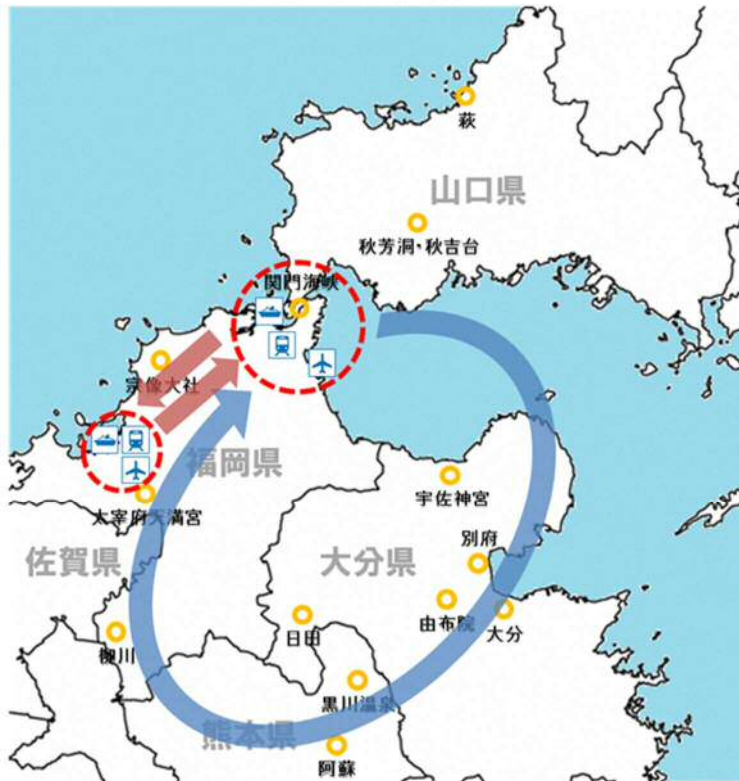 萩
山口県
秋芳洞・秋吉台
関門海峡
宗像大社
福岡県
太宰府天満宮
宇佐神宮
佐賀県
大分県
別府
由布院
大分
日田
柳川
黒川温泉
熊本県
阿蘇